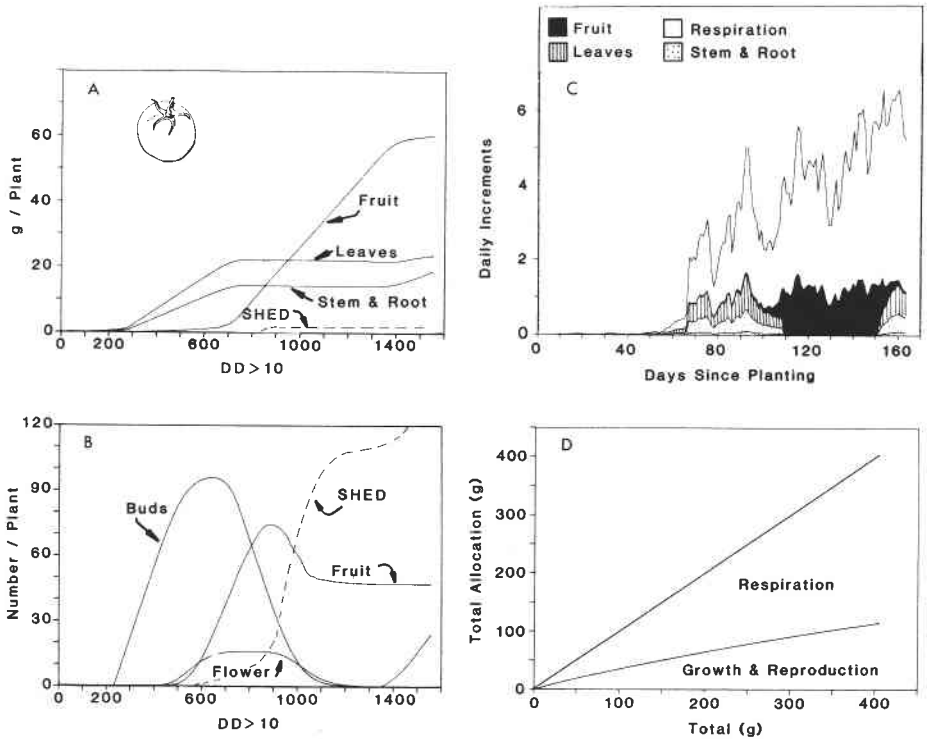 A
g / Plant
60
40
20
0
Fruit
Leaves
Stem & Root
SHED
0 200 600 1000 1400
DD>10
Fruit
Respiration
Leaves
Stem & Root
C
Daily Increments
6
4
2
0
0 40 80 120 160
Days Since Planting
B
Number / Plant
120
90
60
30
0
Buds
SHED
Fruit
Flower
0 200 600 1000 1400
DD>10
D
Total Allocation (g)
400
300
200
100
0
Respiration
Growth & Reproduction
0 100 200 300 400
Total (g)